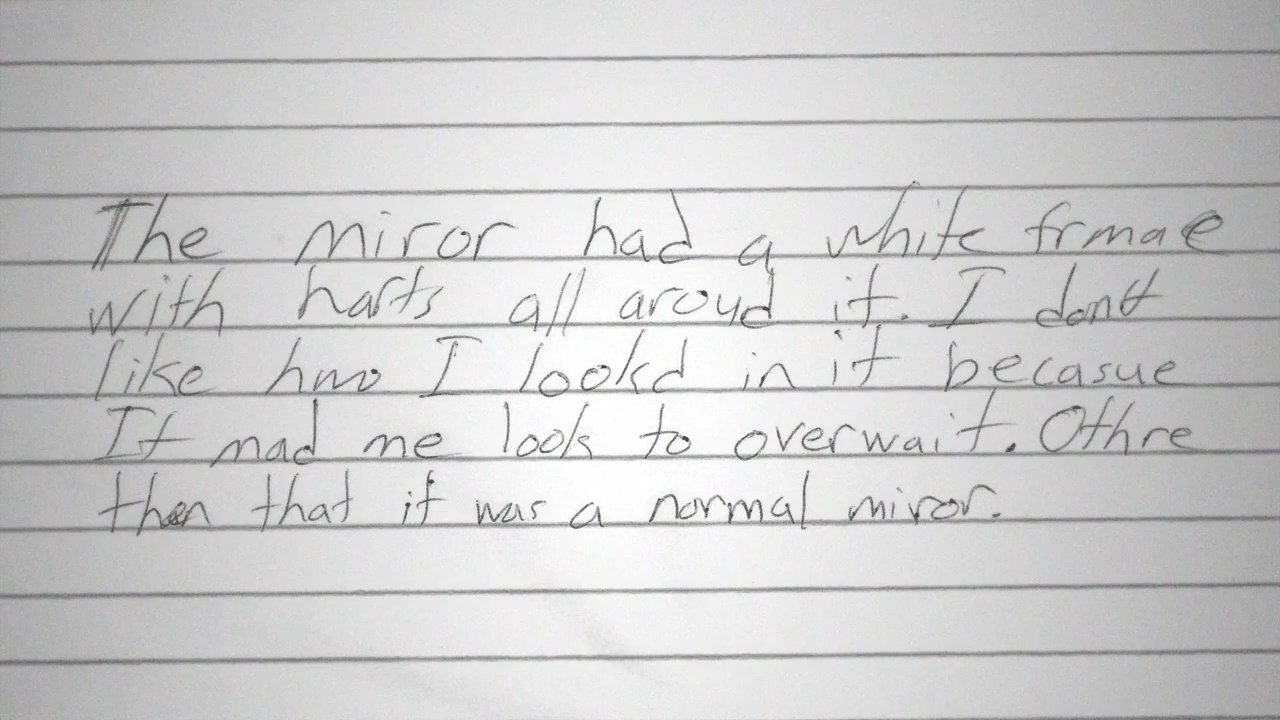 The miror had a white frmae
with harts all aroud it. I dont
like hwo I lookd in it becasue
It mad me look to overwait. Othre
then that it was a normal miror.